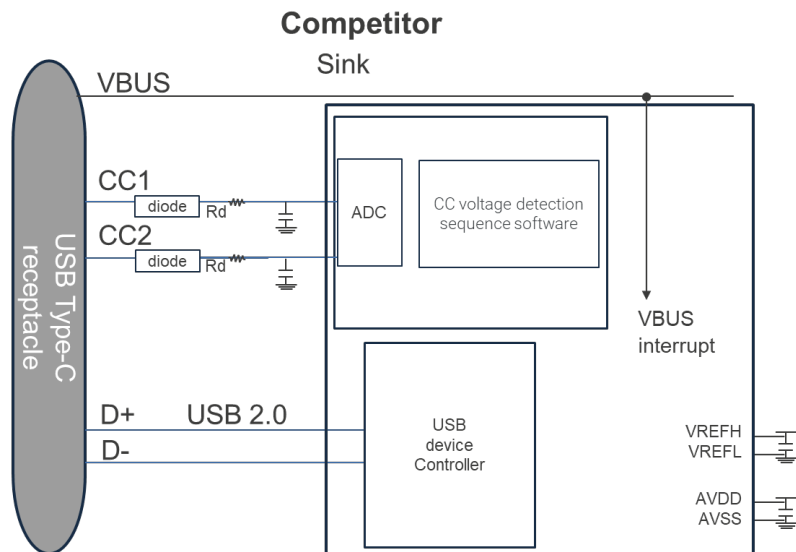 Competitor
Sink
VBUS
CC1
diode
Rd
CC2
diode
Rd
ADC
CC voltage detection
sequence software
USB Type-C
receptacle
VBUS
interrupt
D+
USB 2.0
D-
USB
device
Controller
VREFH
VREFL
AVDD
AVSS